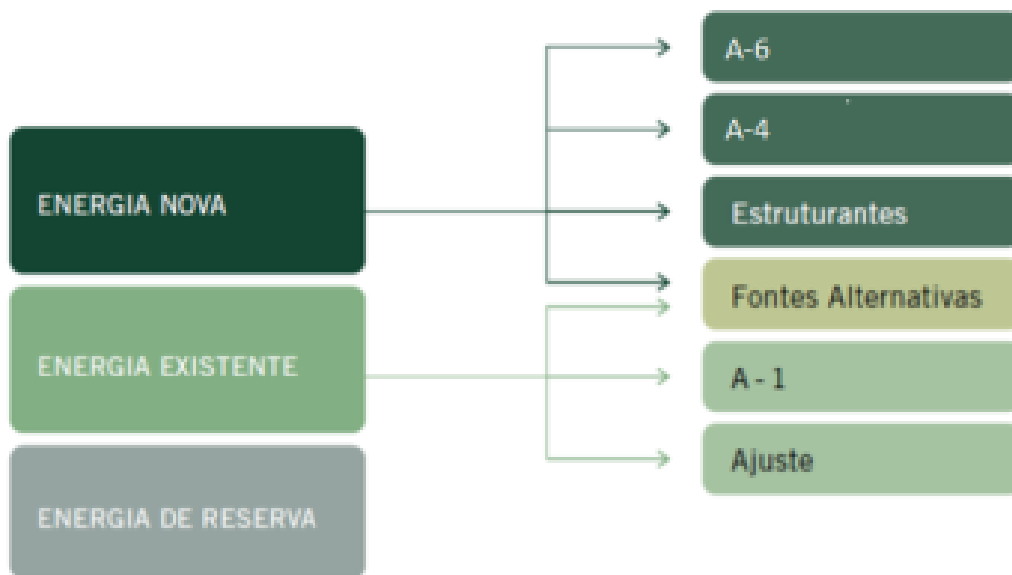 ENERGIA NOVA
ENERGIA EXISTENTE
ENERGIA DE RESERVA
A-6
A-4
Estruturantes
Fontes Alternativas
A - 1
Ajuste